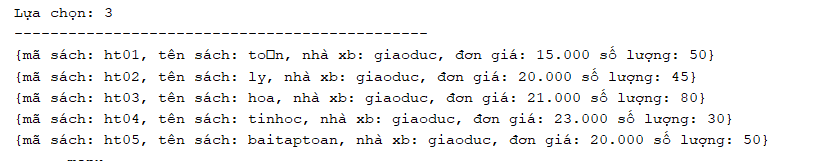 Lựa chọn: 3
----------------------------------------------
{mã sách: ht01, tên sách: to□n, nhà xb: giaoduc, đơn giá: 15.000 số lượng: 50}
{mã sách: ht02, tên sách: ly, nhà xb: giaoduc, đơn giá: 20.000 số lượng: 45}
{mã sách: ht03, tên sách: hoa, nhà xb: giaoduc, đơn giá: 21.000 số lượng: 80}
{mã sách: ht04, tên sách: tinhoc, nhà xb: giaoduc, đơn giá: 23.000 số lượng: 30}
{mã sách: ht05, tên sách: baitaptoan, nhà xb: giaoduc, đơn giá: 20.000 số lượng: 50}